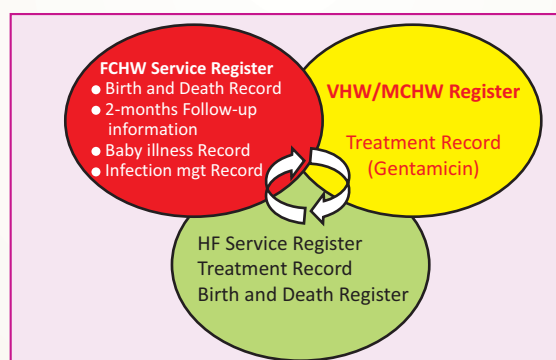 FCHW Service Register
● Birth and Death Record
● 2-months Follow-up
information
● Baby illness Record
● Infection mgt Record
VHW/MCHW Register
Treatment Record
(Gentamicin)
HF Service Register
Treatment Record
Birth and Death Register